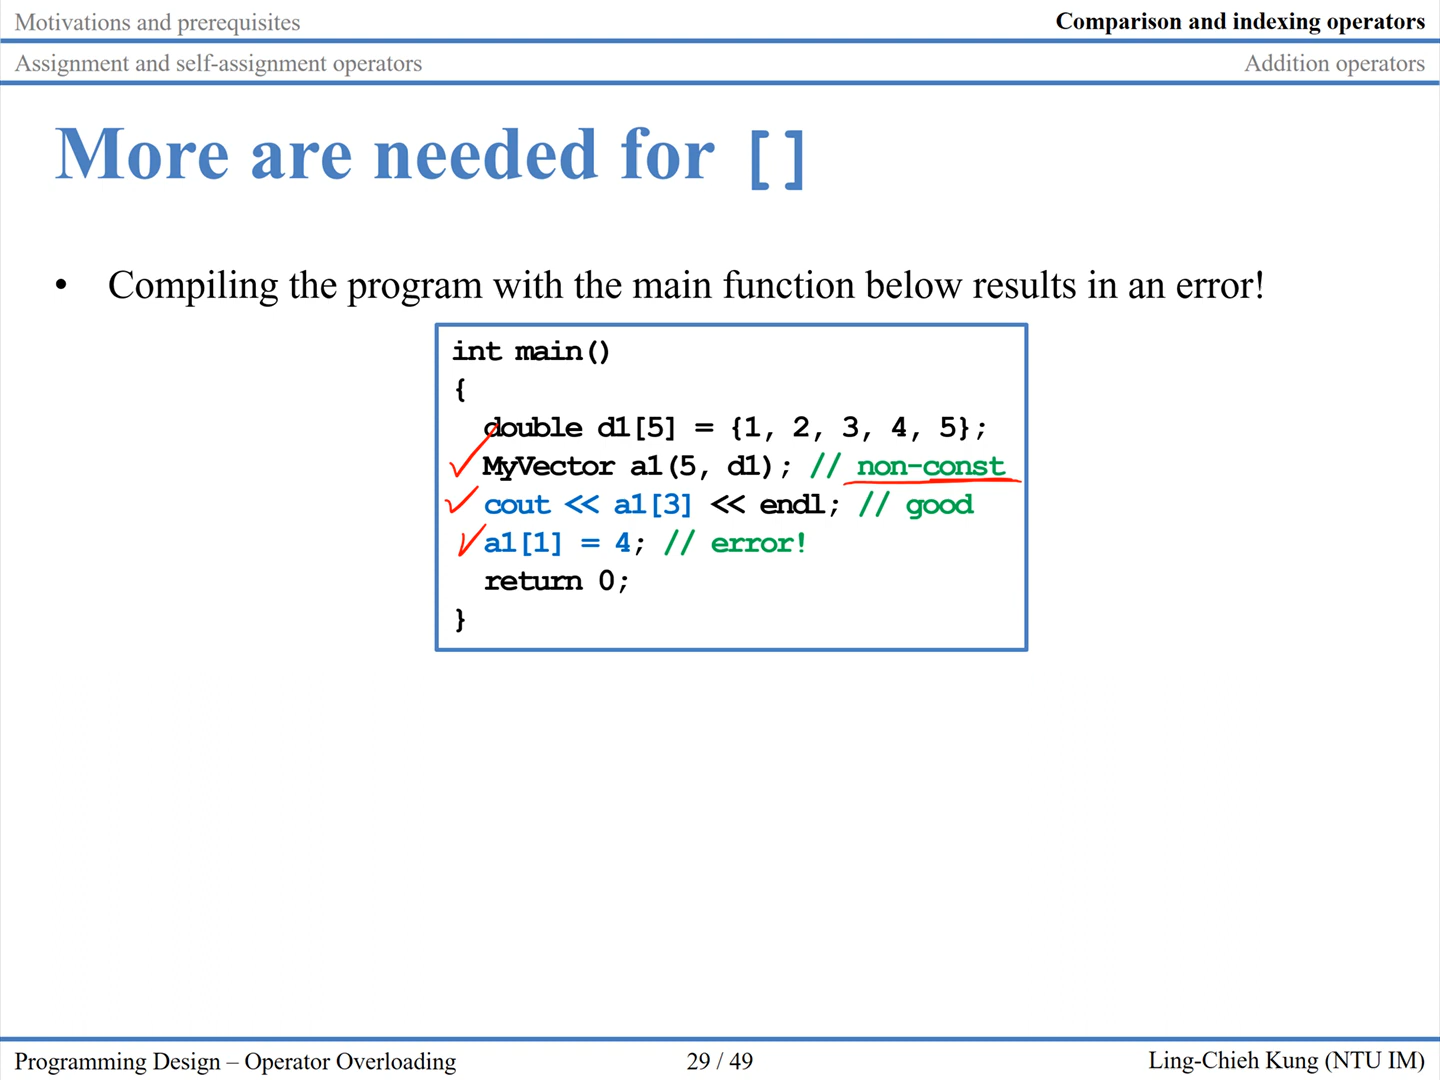 Motivations and prerequisites
Comparison and indexing operators
Assignment and self-assignment operators
Addition operators
More are needed for []
• Compiling the program with the main function below results in an error!
int main()
{
  double d1[5] = {1, 2, 3, 4, 5};
  MyVector a1(5, d1); // non-const
  cout << a1[3] << endl; // good
  a1[1] = 4; // error!
  return 0;
}
Programming Design – Operator Overloading
29 / 49
Ling-Chieh Kung (NTU IM)